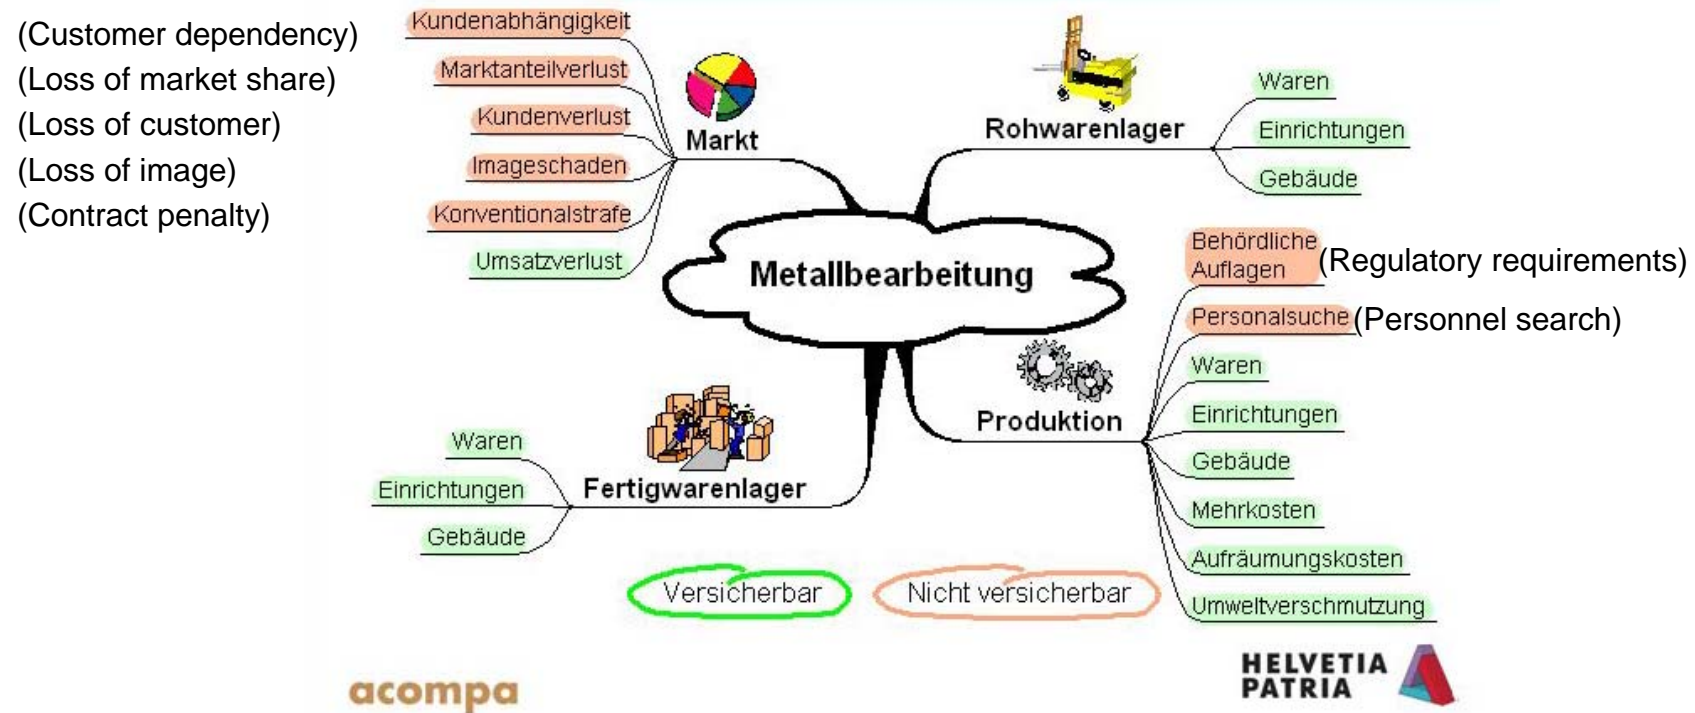 (Customer dependency)
(Loss of market share)
(Loss of customer)
(Loss of image)
(Contract penalty)
Kundenabhängigkeit
Marktanteilverlust
Kundenverlust
Imageschaden
Konventionalstrafe
Umsatzverlust
Markt
Rohwarenlager
Waren
Einrichtungen
Gebäude
Metallbearbeitung
Behördliche
Auflagen (Regulatory requirements)
Personalsuche (Personnel search)
Waren
Einrichtungen
Gebäude
Mehrkosten
Aufräumungskosten
Umweltverschmutzung
Produktion
Waren
Einrichtungen
Gebäude
Fertigwarenlager
Versicherbar
Nicht versicherbar
acompa
HELVETIA
PATRIA